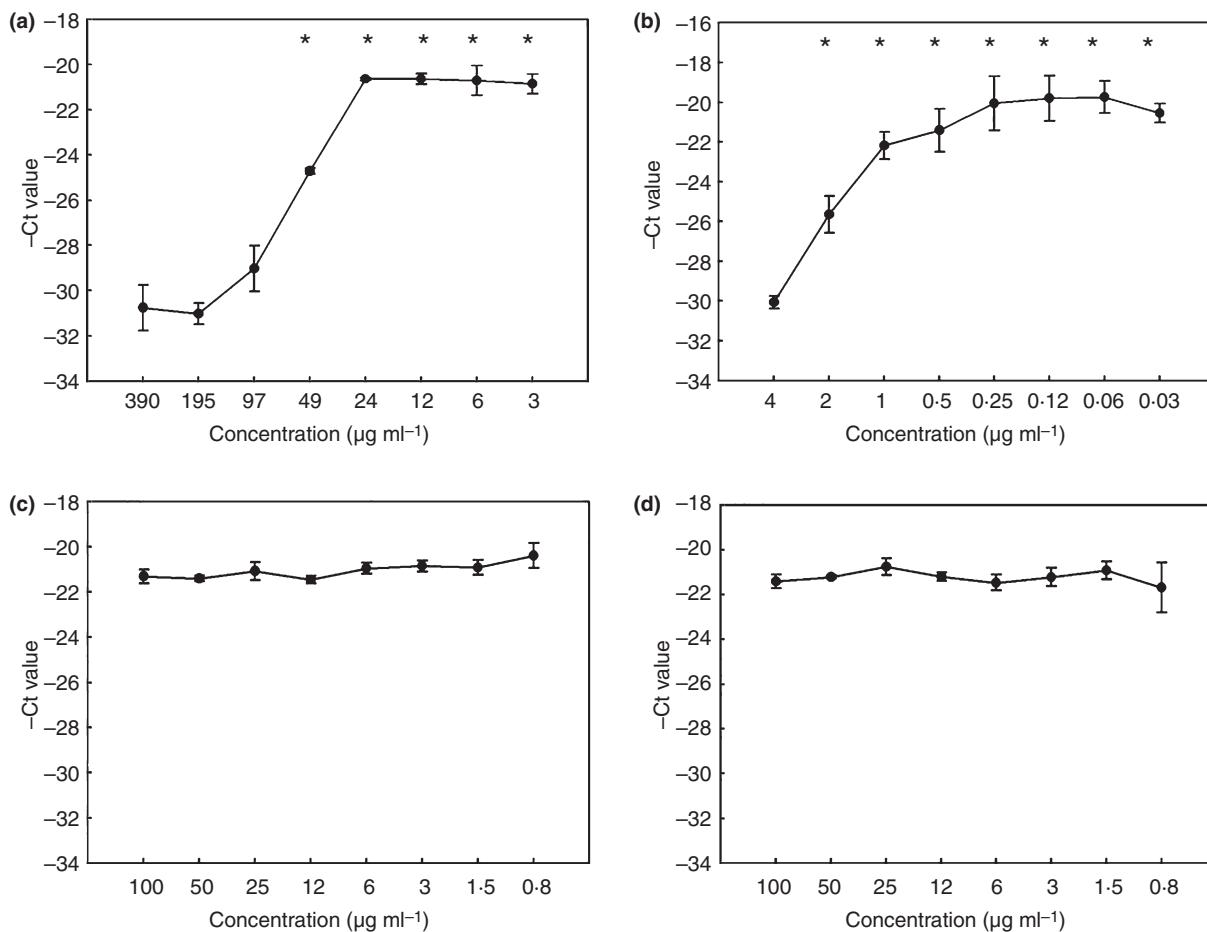 (a)
–18
–20
–22
–24
–26
–28
–30
–32
–34
–Ct value
* * * * *
390 195 97 49 24 12 6 3
Concentration (µg ml⁻¹)
(b)
–16
–18
–20
–22
–24
–26
–28
–30
–32
–34
–Ct value
* * * * * * *
4 2 1 0·5 0·25 0·12 0·06 0·03
Concentration (µg ml⁻¹)
(c)
–18
–20
–22
–24
–26
–28
–30
–32
–34
–Ct value
100 50 25 12 6 3 1·5 0·8
Concentration (µg ml⁻¹)
(d)
–18
–20
–22
–24
–26
–28
–30
–32
–34
–Ct value
100 50 25 12 6 3 1·5 0·8
Concentration (µg ml⁻¹)